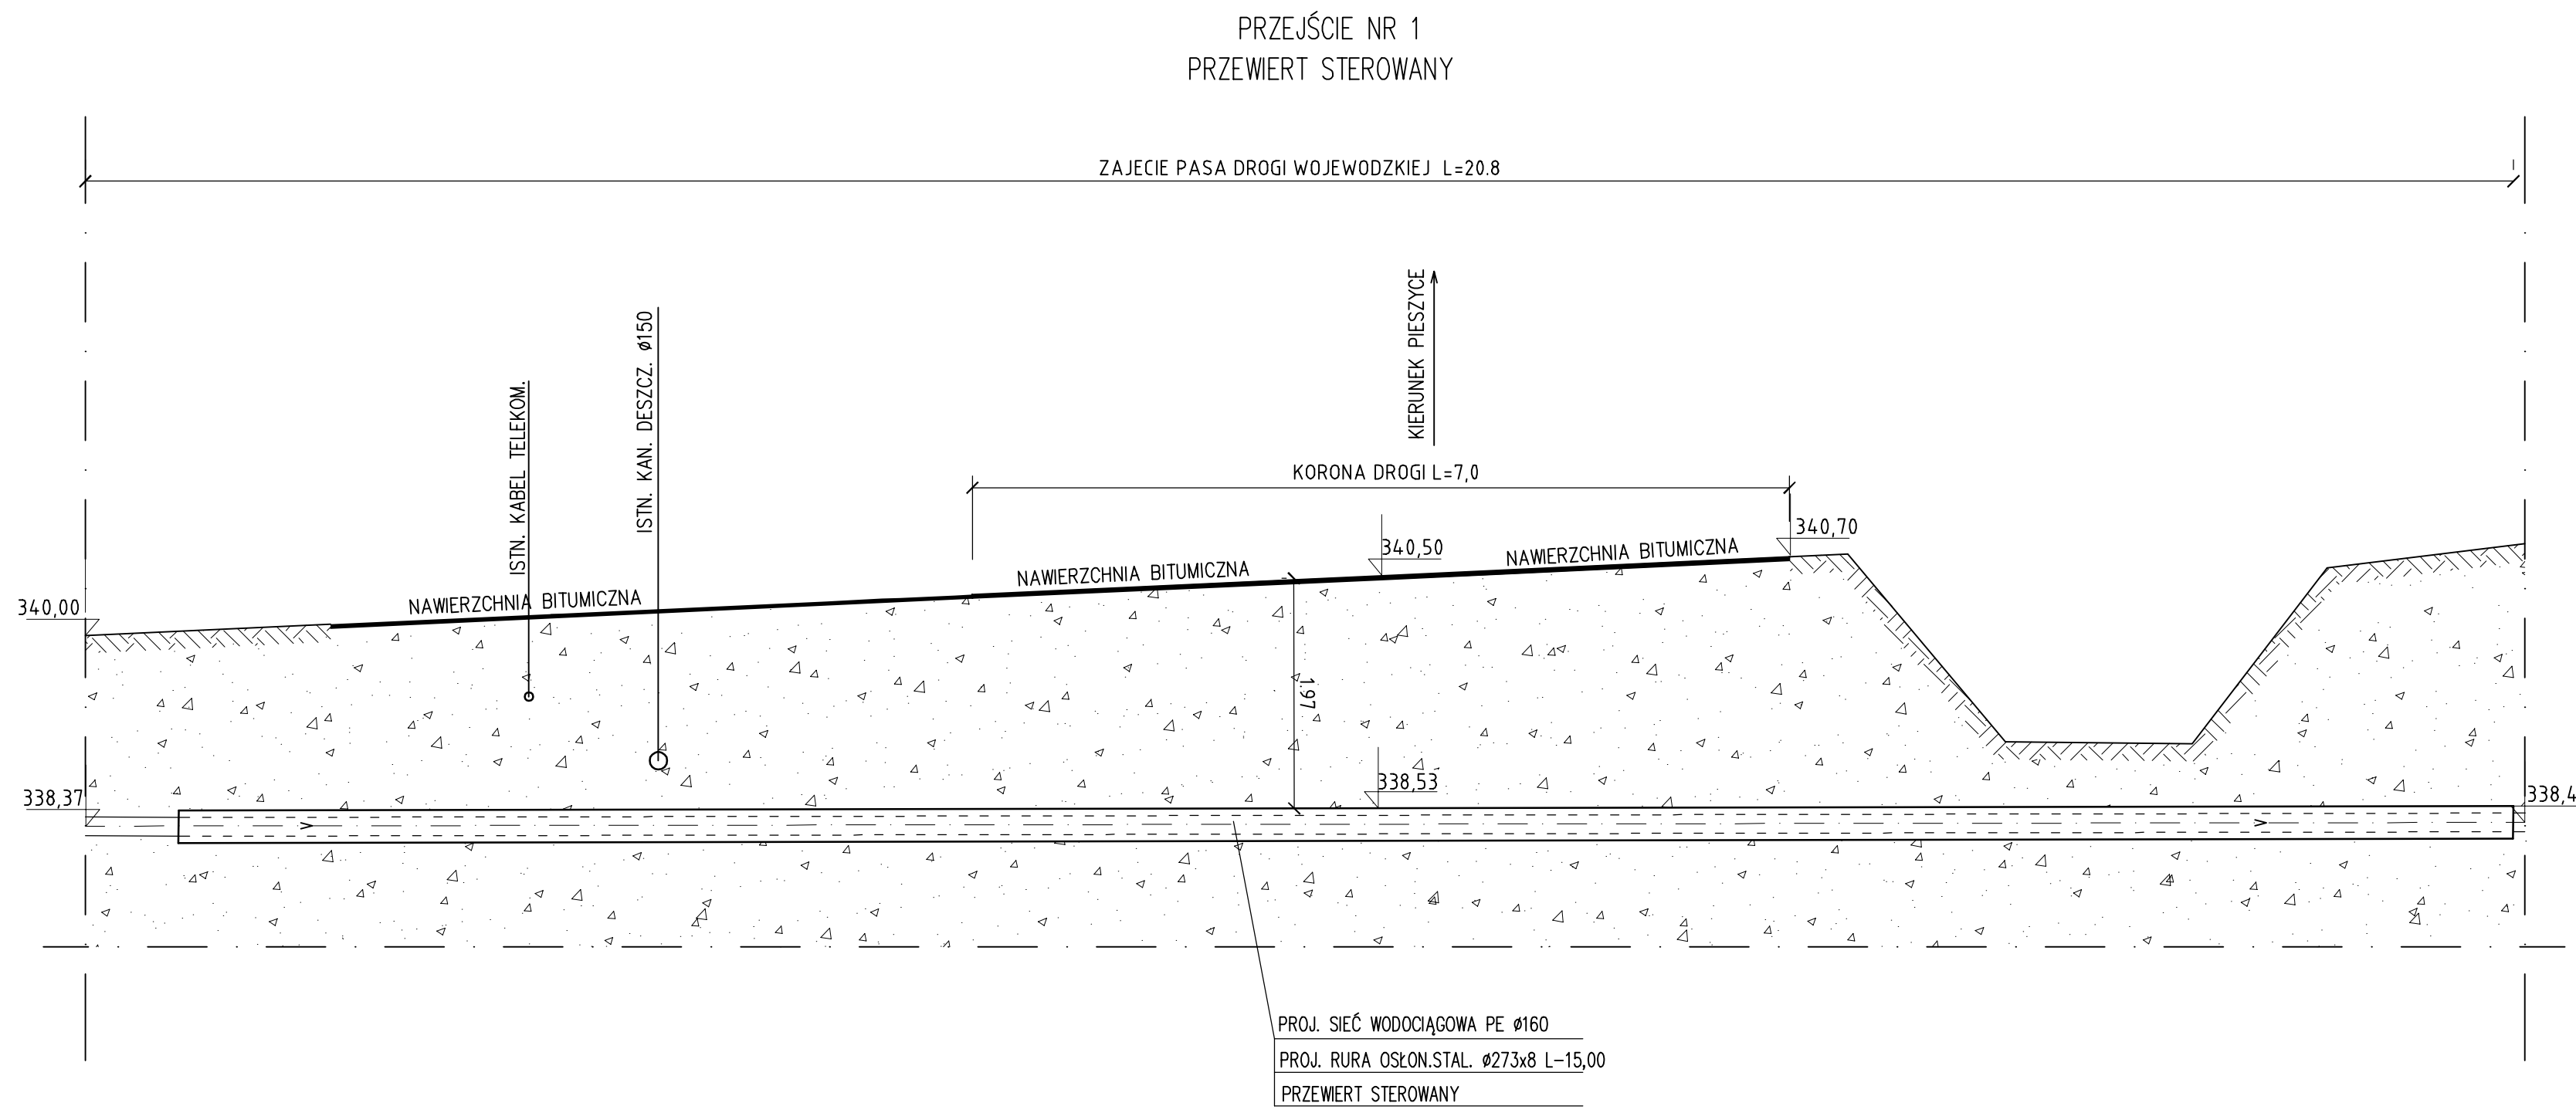 PRZEJŚCIE NR 1
PRZEWIERT STEROWANY
ZAJECIE PASA DROGI WOJEWODZKIEJ L=20.8
KIERUNEK PIESZYCE
ISTN. KAN. DESZCZ. ø150
ISTN. KABEL TELEKOM.
KORONA DROGI L=7,0
340,70
340,50
NAWIERZCHNIA BITUMICZNA
NAWIERZCHNIA BITUMICZNA
NAWIERZCHNIA BITUMICZNA
340,00
1.97
338,53
338,37
338,4
PROJ. SIEĆ WODOCIĄGOWA PE ø160
PROJ. RURA OSŁON.STAL. ø273x8 L-15,00
PRZEWIERT STEROWANY